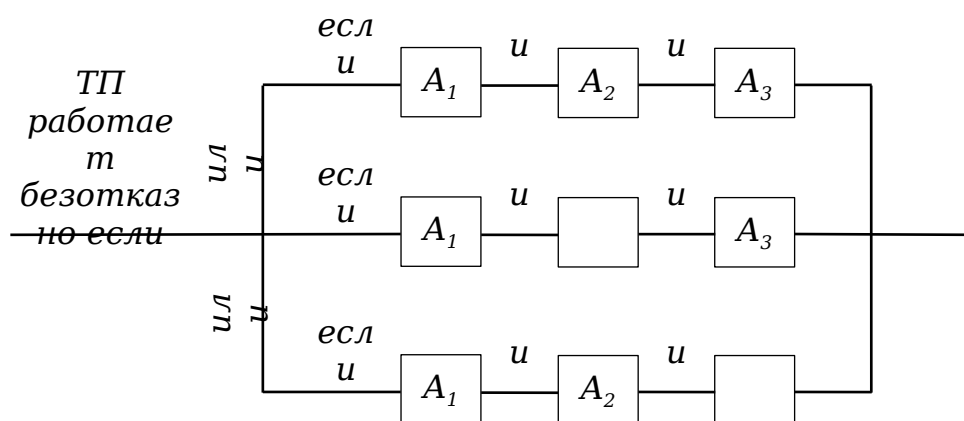 ТП
работае
т
безотказ
но если
ил
и
ил
и
есл
и
A1 и A2 и A3
есл
и
A1 и и A3
есл
и
A1 и A2 и